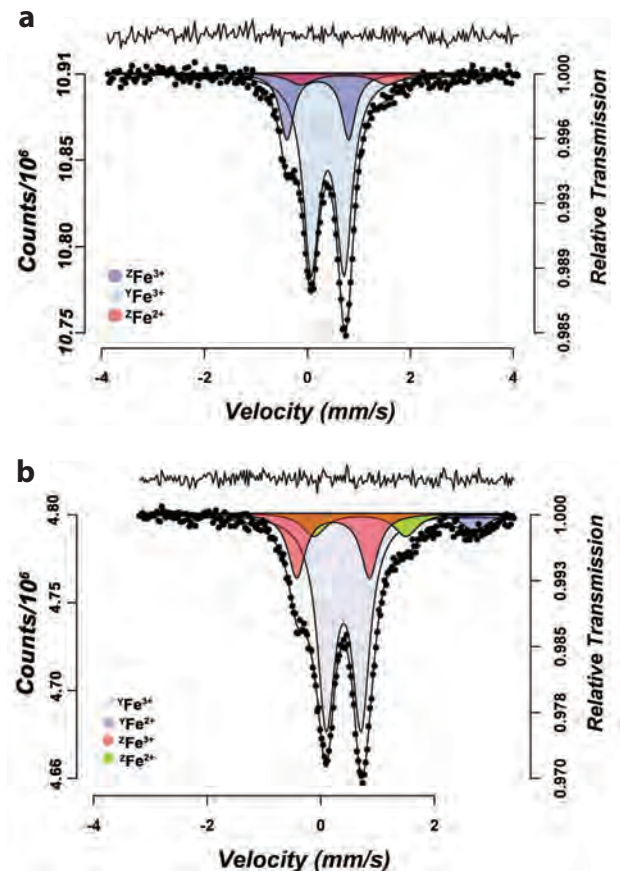 a
10.91
10.85
10.80
10.75
Counts/10⁶
1.000
0.996
0.993
0.989
0.985
Relative Transmission
ZFe³⁺
YFe³⁺
ZFe²⁺
-4
-2
0
2
4
Velocity (mm/s)
b
4.80
4.75
4.70
4.66
Counts/10⁶
1.000
0.993
0.985
0.978
0.970
Relative Transmission
YFe³⁺
YFe²⁺
ZFe³⁺
ZFe²⁺
-4
-2
0
2
Velocity (mm/s)